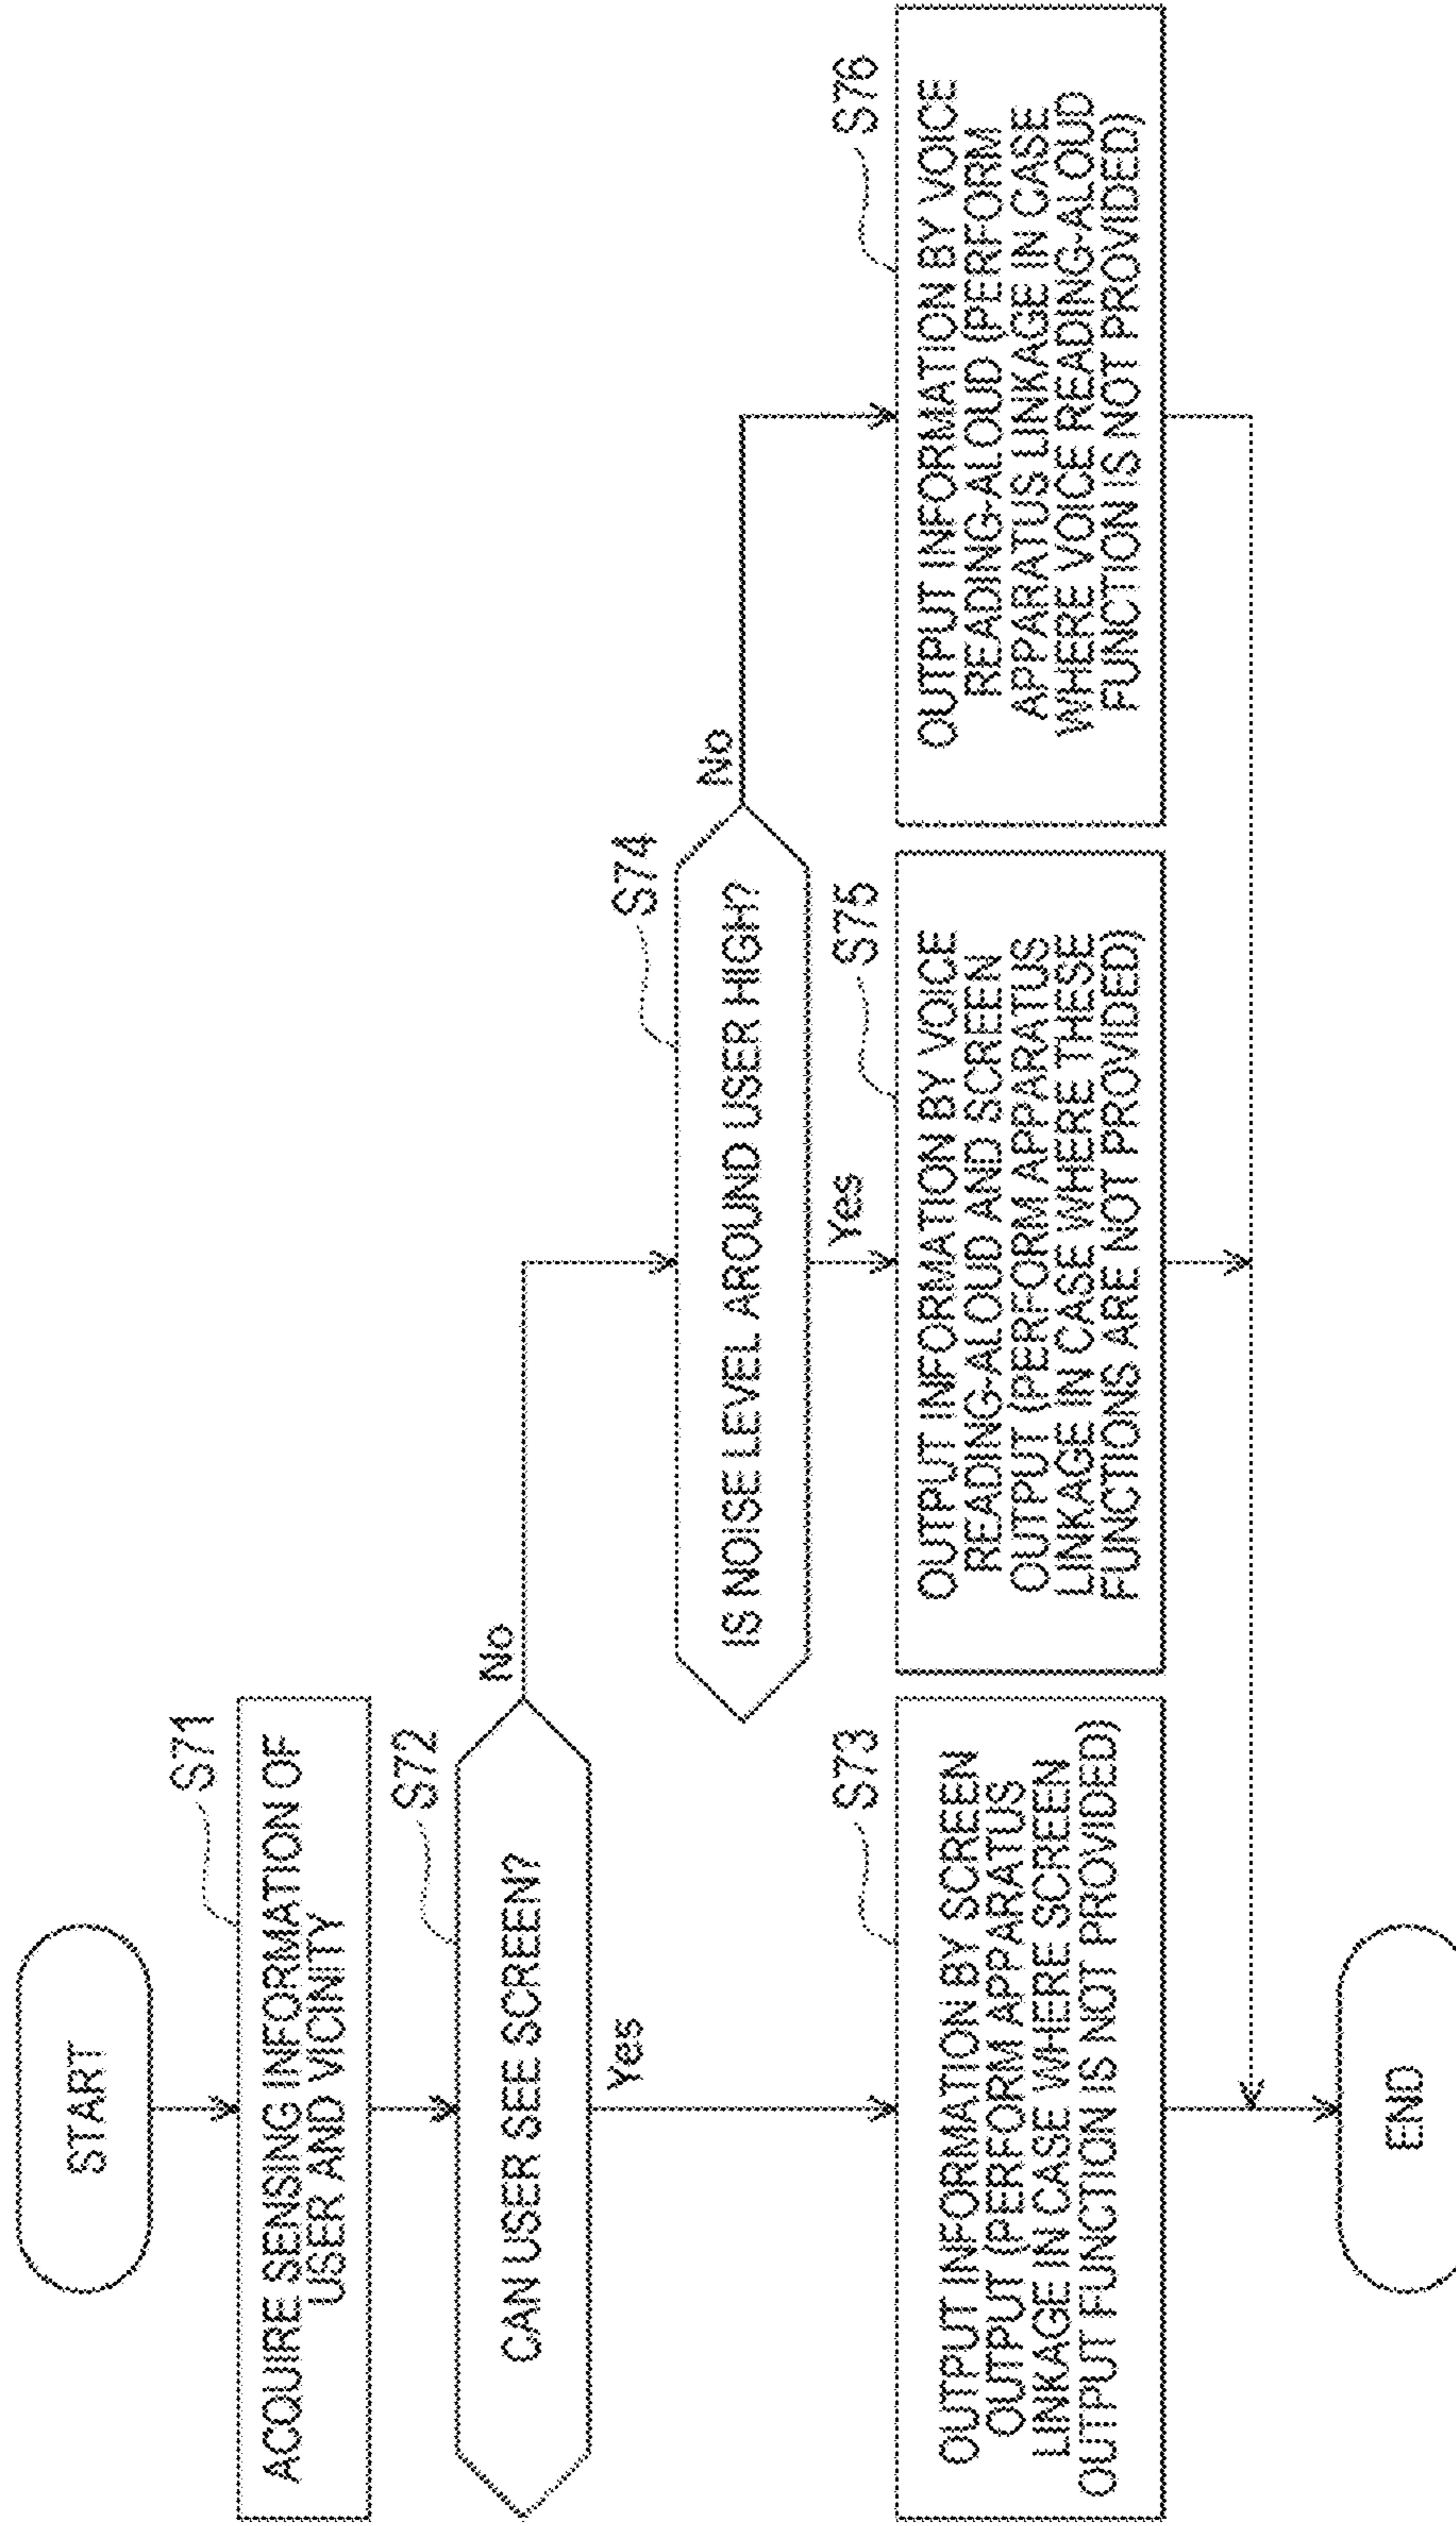 START
S71
ACQUIRE SENSING INFORMATION OF
USER AND VICINITY
S72
CAN USER SEE SCREEN?
No
Yes
S74
IS NOISE LEVEL AROUND USER HIGH?
No
Yes
S73
OUTPUT INFORMATION BY SCREEN
OUTPUT (PERFORM APPARATUS
LINKAGE IN CASE WHERE SCREEN
OUTPUT FUNCTION IS NOT PROVIDED)
S75
OUTPUT INFORMATION BY VOICE
READING-ALOUD AND SCREEN
OUTPUT (PERFORM APPARATUS
LINKAGE IN CASE WHERE THESE
FUNCTIONS ARE NOT PROVIDED)
S76
OUTPUT INFORMATION BY VOICE
READING-ALOUD (PERFORM
APPARATUS LINKAGE IN CASE
WHERE VOICE READING-ALOUD
FUNCTION IS NOT PROVIDED)
END